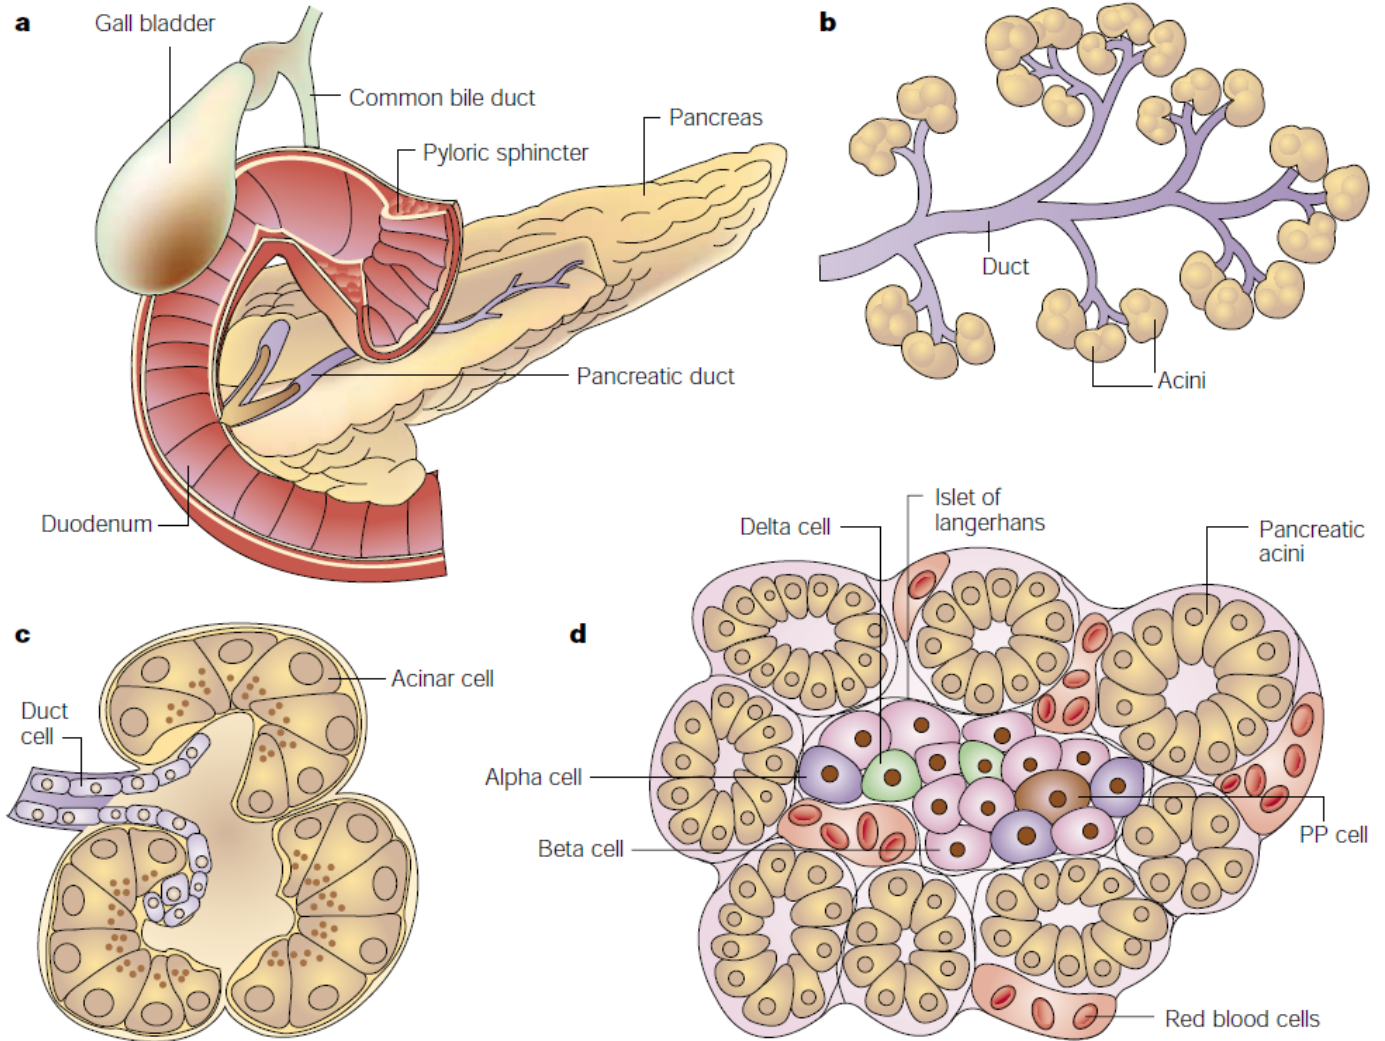 a
Gall bladder
Common bile duct
Pyloric sphincter
Pancreas
Pancreatic duct
Duodenum
b
Duct
Acini
c
Acinar cell
Duct
cell
d
Delta cell
Islet of
langerhans
Pancreatic
acini
Alpha cell
Beta cell
PP cell
Red blood cells